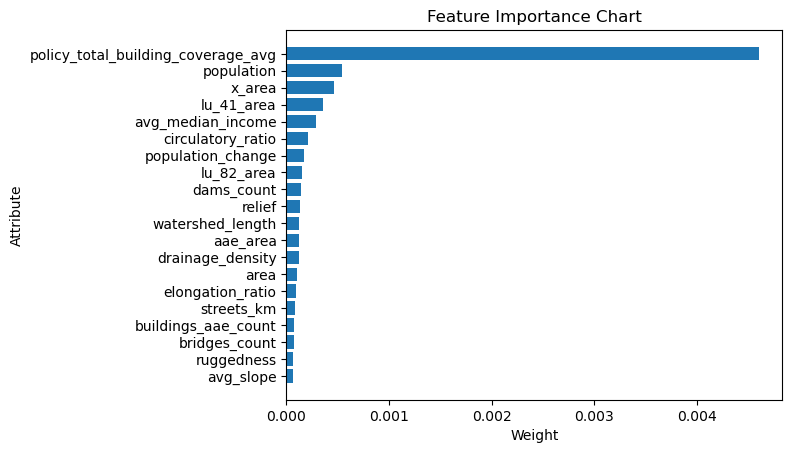 Feature Importance Chart
policy_total_building_coverage_avg
population
x_area
lu_41_area
avg_median_income
circulatory_ratio
population_change
lu_82_area
dams_count
relief
watershed_length
aae_area
drainage_density
area
elongation_ratio
streets_km
buildings_aae_count
bridges_count
ruggedness
avg_slope
Attribute
0.000 0.001 0.002 0.003 0.004
Weight